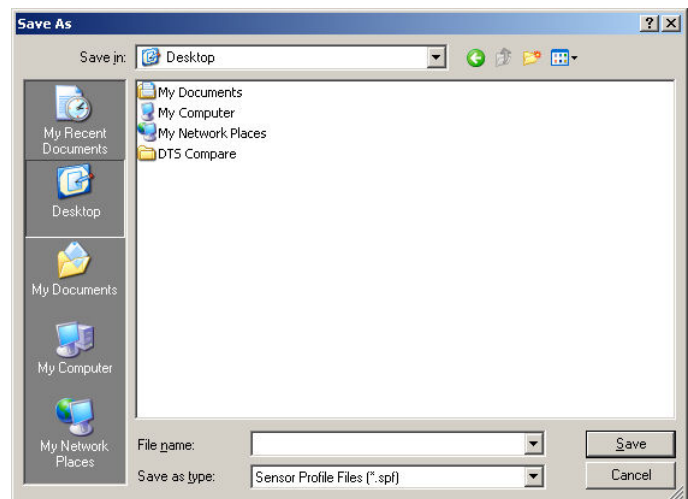 Save As
Save in: Desktop
My Documents
My Computer
My Network Places
DTS Compare
My Recent
Documents
Desktop
My Documents
My Computer
My Network
Places
File name:
Save
Save as type: Sensor Profile Files (*.spf)
Cancel